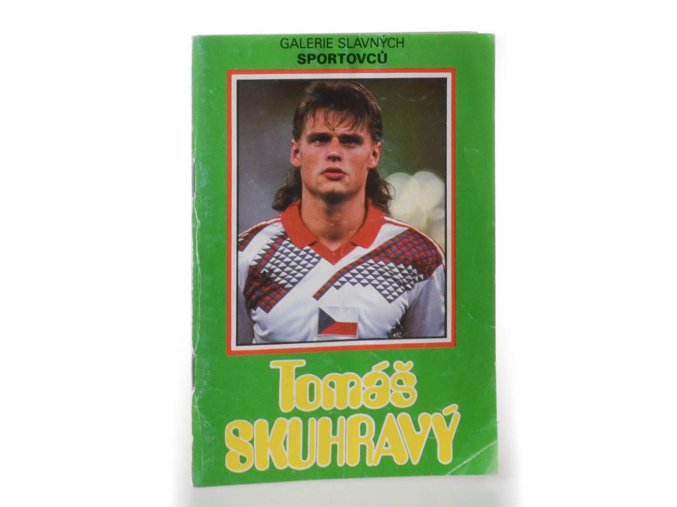 GALERIE SLAVNÝCH
SPORTOVCŮ
Tomáš
SKUHRAVÝ